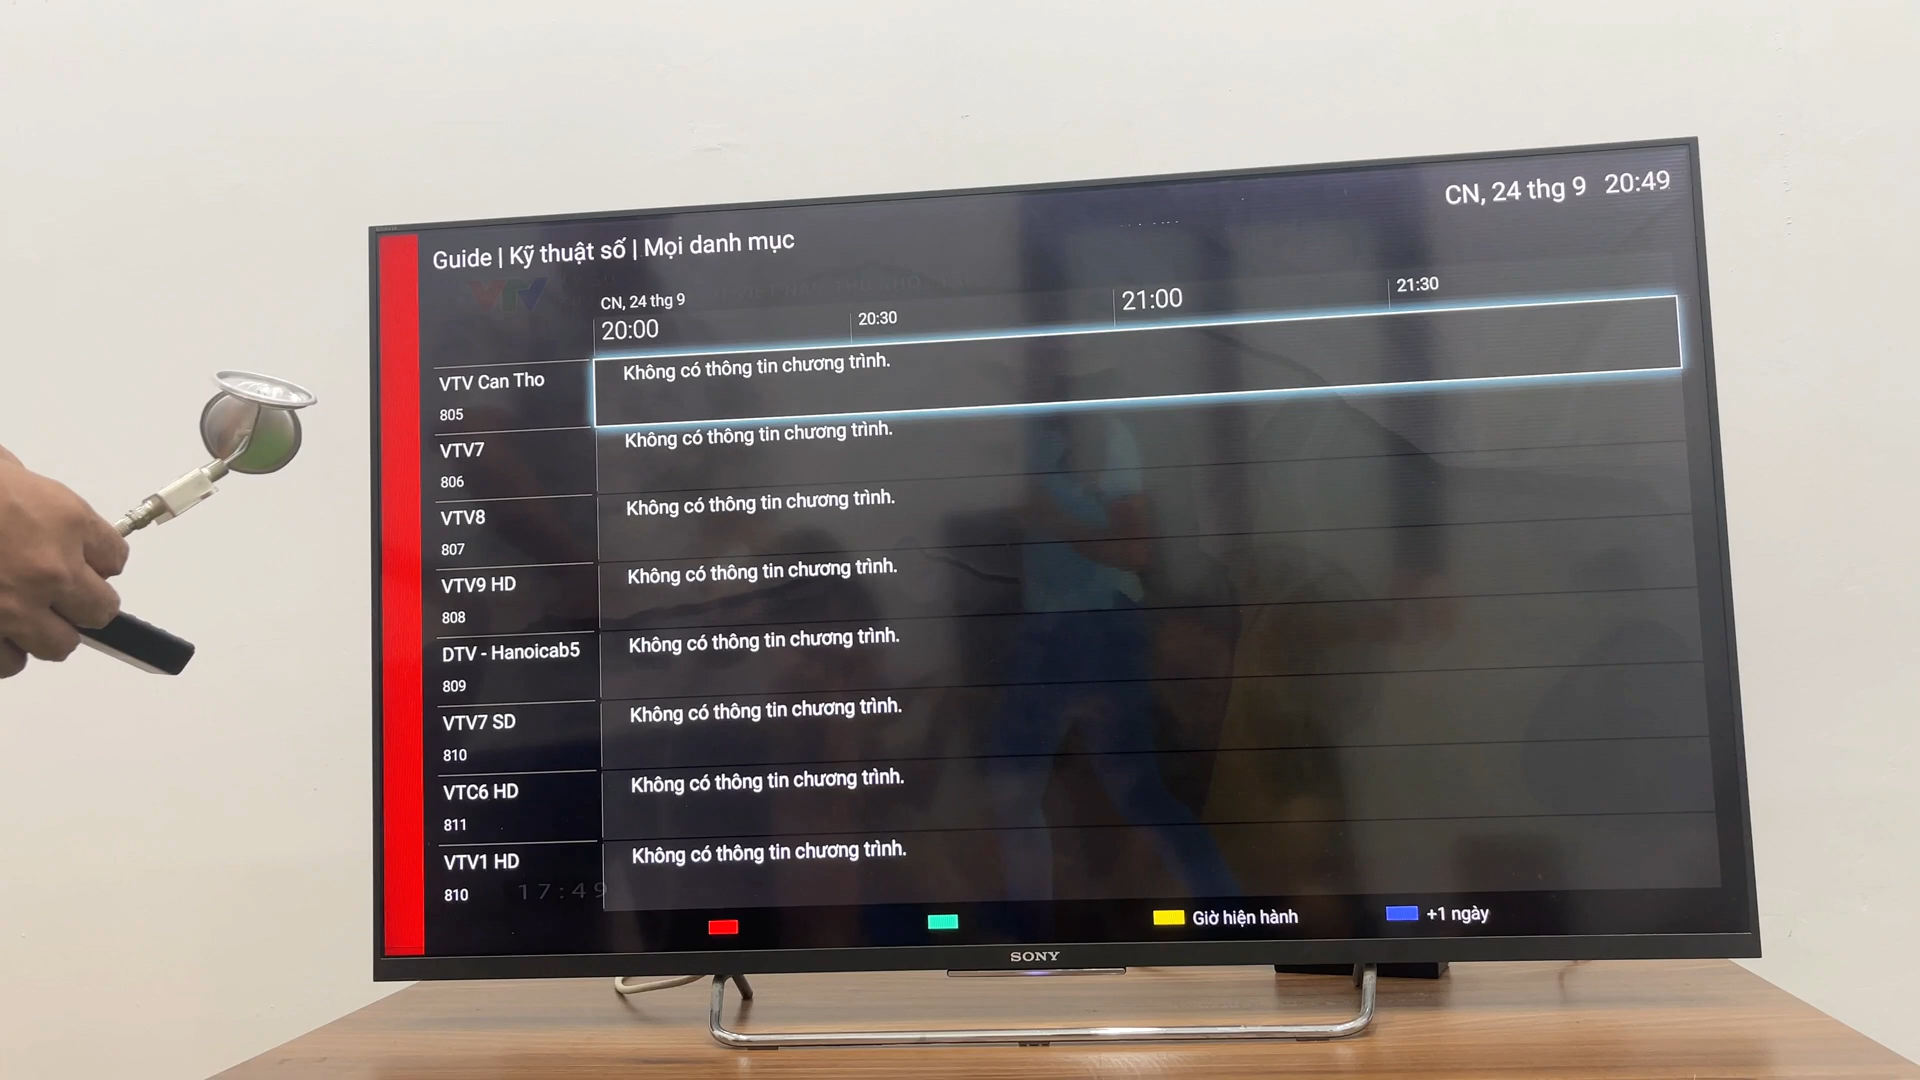 CN, 24 thg 9 20:49
Guide | Kỹ thuật số | Mọi danh mục
CN, 24 thg 9
20:00
20:30
21:00
21:30
VTV Can Tho
805
Không có thông tin chương trình.
VTV7
806
Không có thông tin chương trình.
VTV8
807
Không có thông tin chương trình.
VTV9 HD
808
Không có thông tin chương trình.
DTV - Hanoicab5
809
Không có thông tin chương trình.
VTV7 SD
810
Không có thông tin chương trình.
VTC6 HD
811
Không có thông tin chương trình.
VTV1 HD
810
Không có thông tin chương trình.
17:49
Giờ hiện hành
+1 ngày
SONY